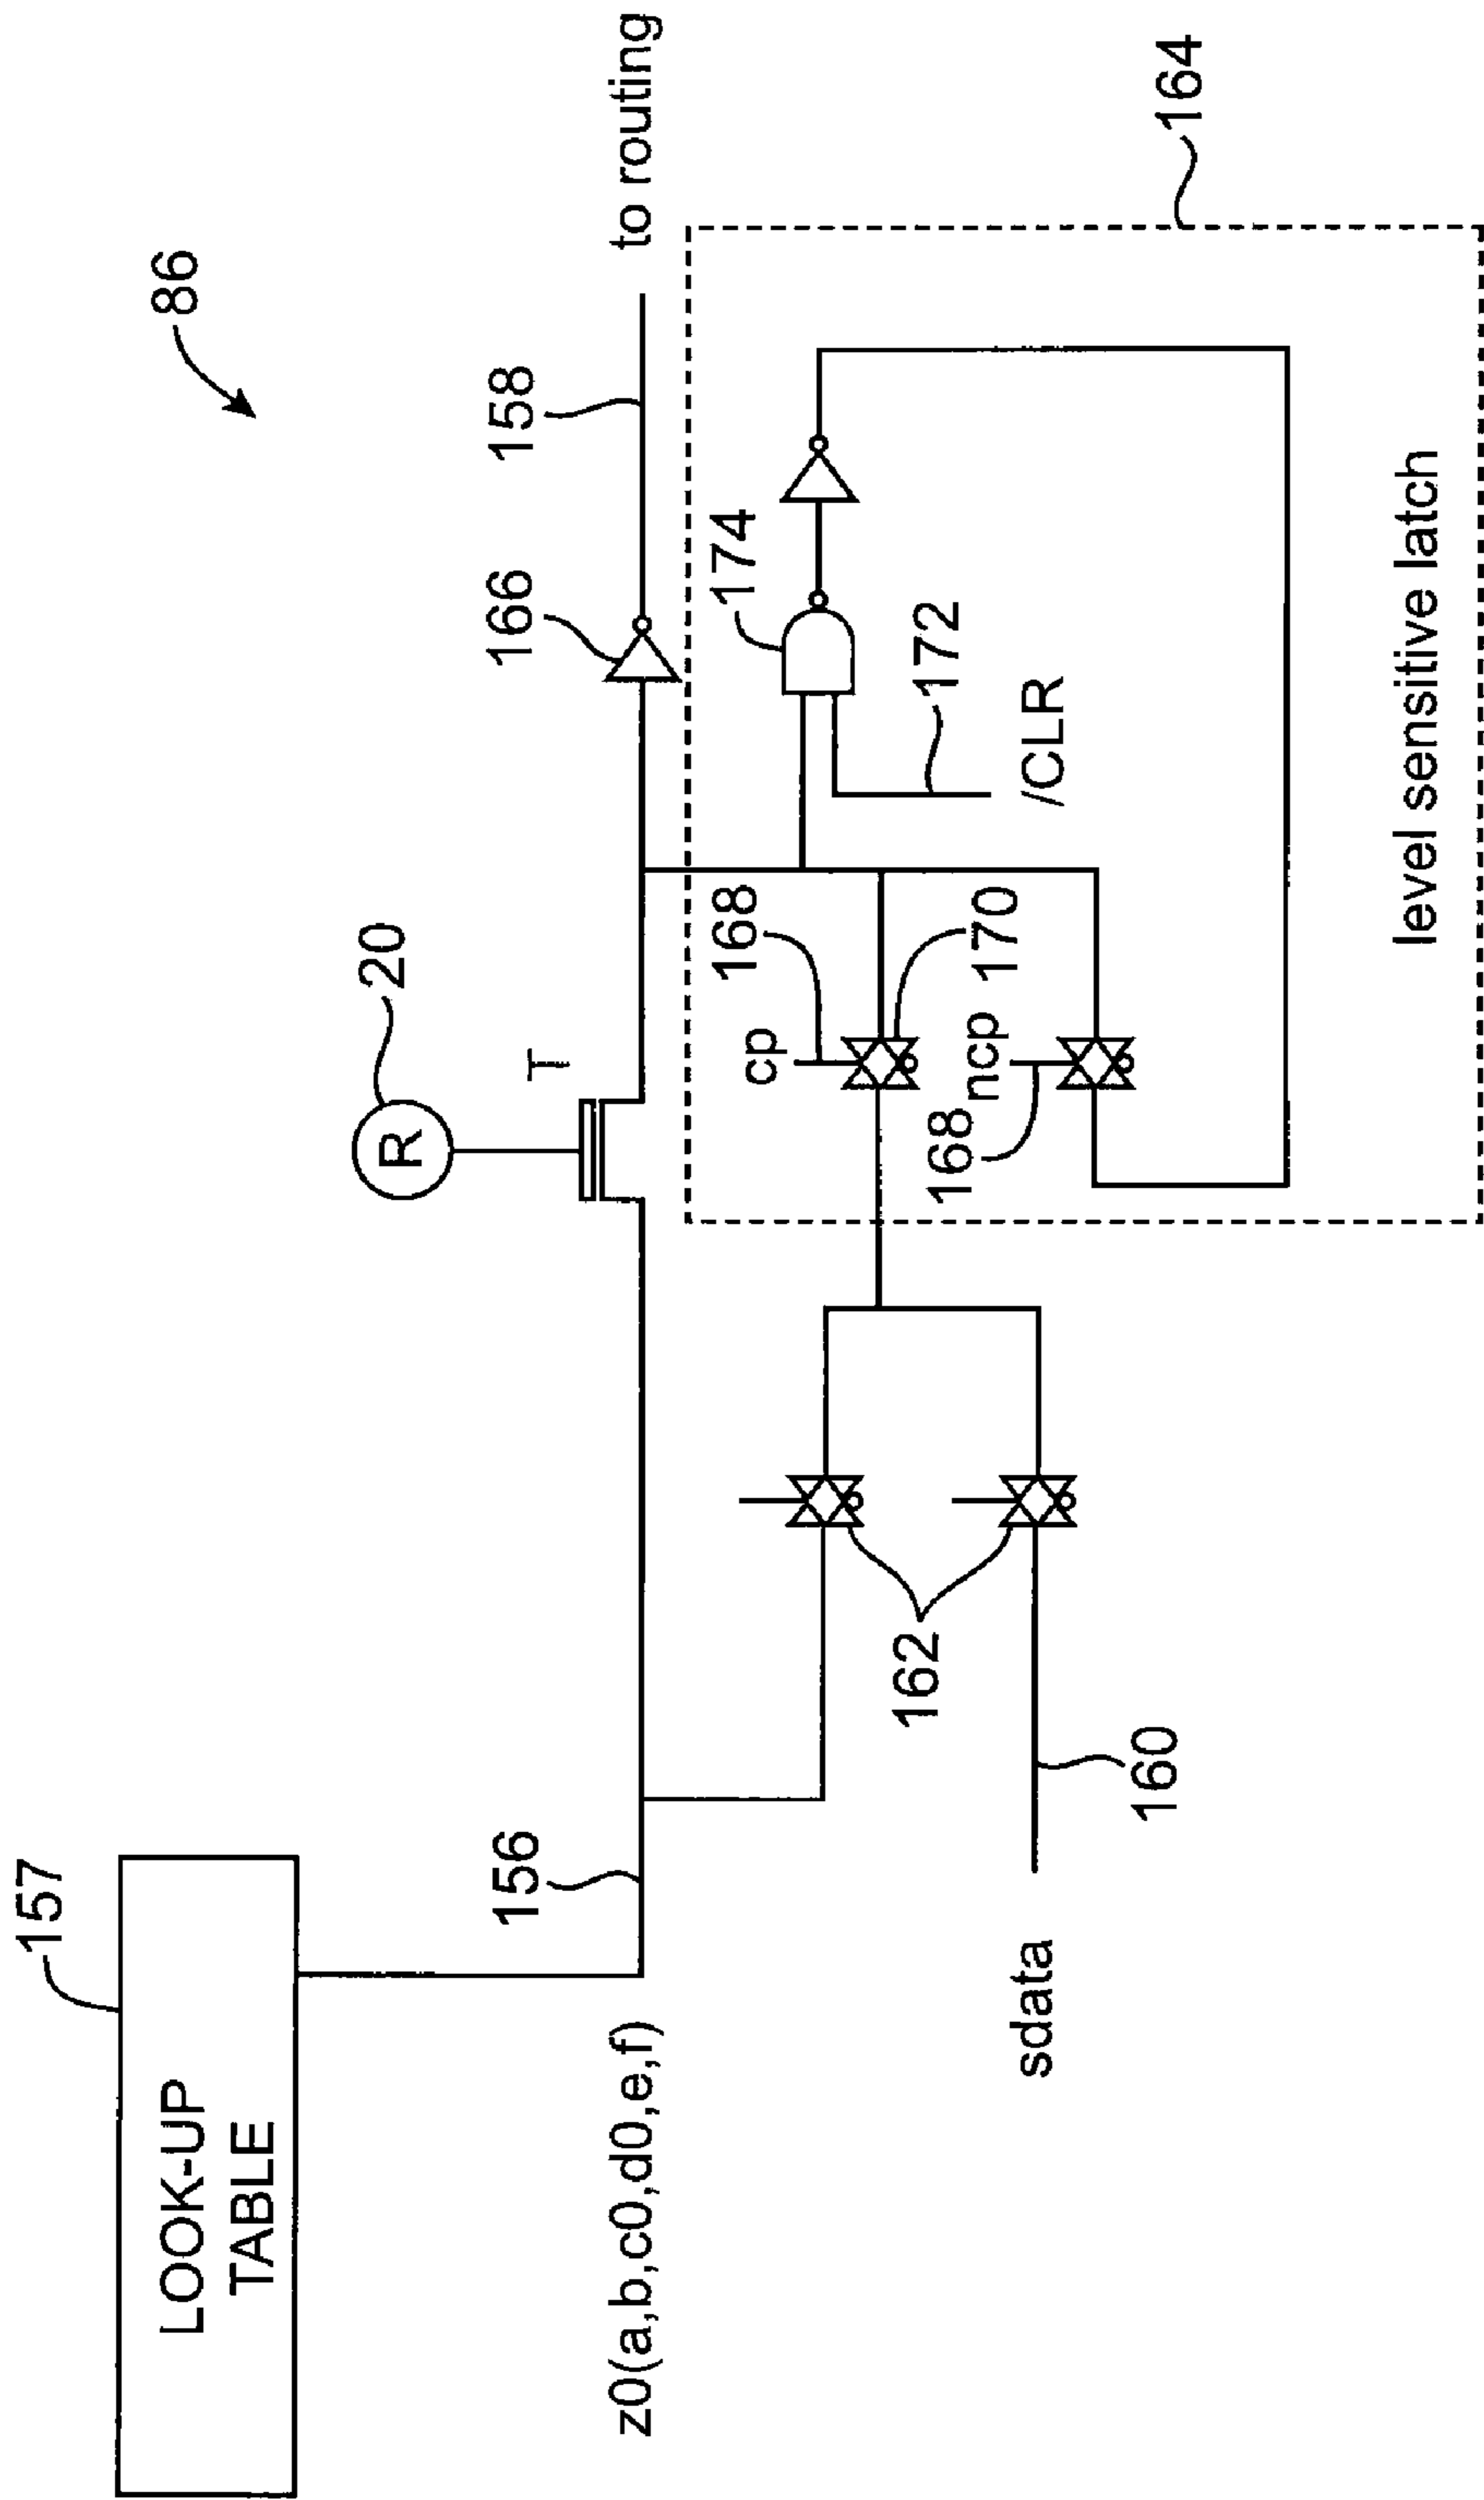 157
LOOK-UP
TABLE
86
20
R
T
156
166
158
z0(a,b,c0,d0,e,f)
to routing
168
cp
174
162
170
172
168
ncp
/CLR
sdata
160
164
level sensitive latch